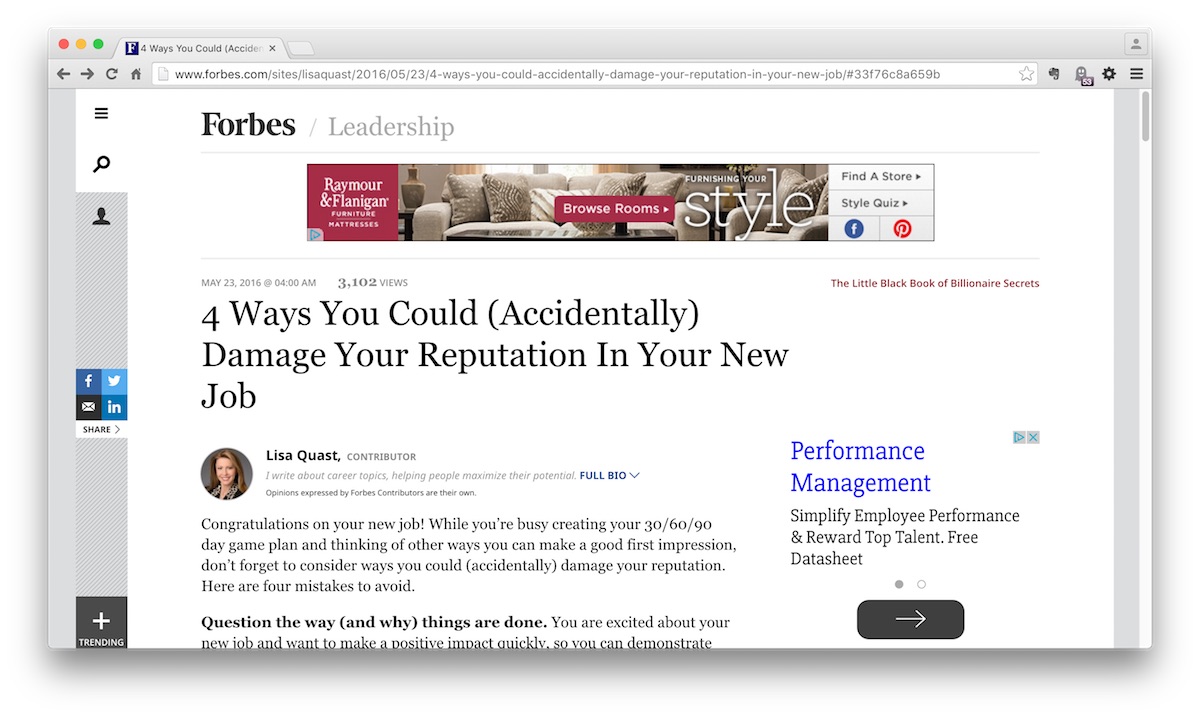 4 Ways You Could (Acciden
www.forbes.com/sites/lisaquast/2016/05/23/4-ways-you-could-accidentally-damage-your-reputation-in-your-new-job/#33f76c8a659b
53
Forbes / Leadership
Raymour
&Flanigan
FURNITURE
MATTRESSES
Browse Rooms
FURNISHING YOUR
style
Find A Store
Style Quiz
MAY 23, 2016 @ 04:00 AM 3,102 VIEWS
The Little Black Book of Billionaire Secrets
4 Ways You Could (Accidentally)
Damage Your Reputation In Your New
Job
SHARE
Lisa Quast, CONTRIBUTOR
I write about career topics, helping people maximize their potential. FULL BIO
Opinions expressed by Forbes Contributors are their own.
Congratulations on your new job! While you’re busy creating your 30/60/90
day game plan and thinking of other ways you can make a good first impression,
don’t forget to consider ways you could (accidentally) damage your reputation.
Here are four mistakes to avoid.
Question the way (and why) things are done. You are excited about your
new job and want to make a positive impact quickly, so you can demonstrate
Performance
Management
Simplify Employee Performance
& Reward Top Talent. Free
Datasheet
TRENDING